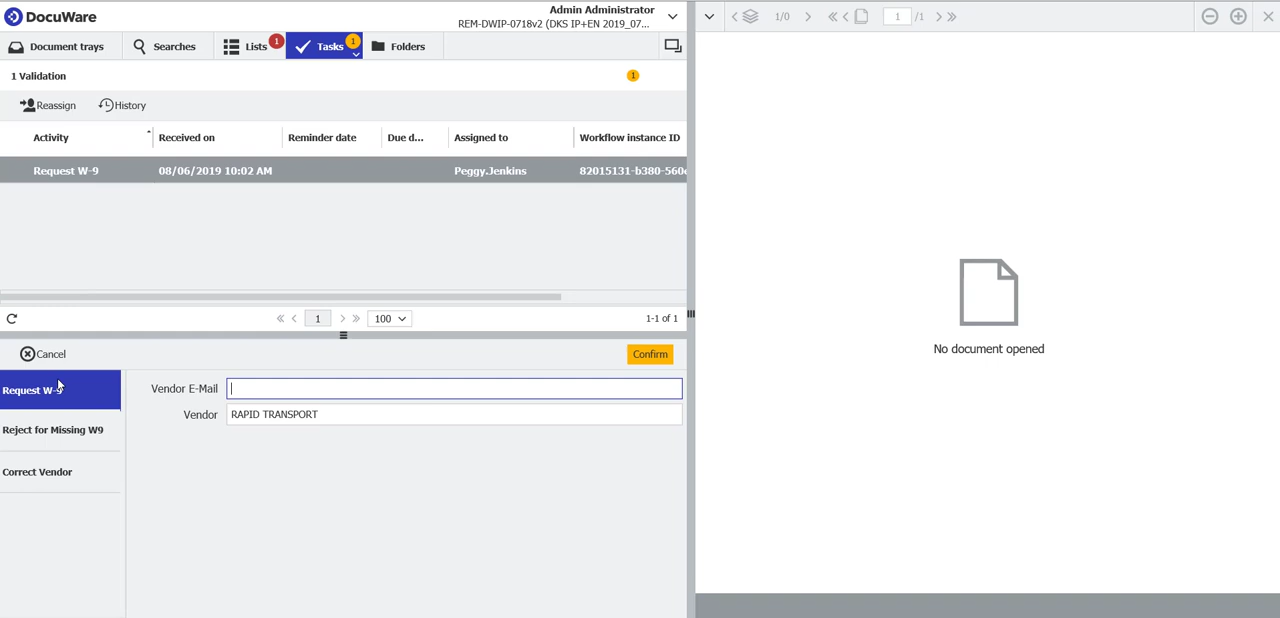 DocuWare
Admin Administrator
REM-DWIP-0718v2 (DKS IP+EN 2019_07...
Document trays
Searches
Lists 1
Tasks 1
Folders
1 Validation
1
Reassign
History
Activity Received on Reminder date Due d... Assigned to Workflow instance ID
Request W-9 08/06/2019 10:02 AM Peggy.Jenkins 82015131-b380-560
1
100
1-1 of 1
Cancel
Confirm
Request W-9
Reject for Missing W9
Correct Vendor
Vendor E-Mail
Vendor RAPID TRANSPORT
1/0
1 /1
No document opened